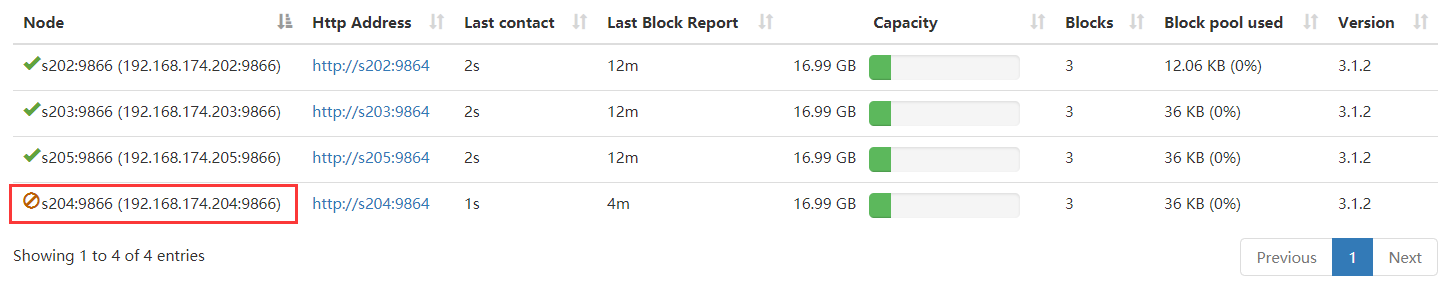 Node Http Address Last contact Last Block Report Capacity Blocks Block pool used Version
s202:9866 (192.168.174.202:9866) http://s202:9864 2s 12m 16.99 GB 3 12.06 KB (0%) 3.1.2
s203:9866 (192.168.174.203:9866) http://s203:9864 2s 12m 16.99 GB 3 36 KB (0%) 3.1.2
s205:9866 (192.168.174.205:9866) http://s205:9864 2s 12m 16.99 GB 3 36 KB (0%) 3.1.2
s204:9866 (192.168.174.204:9866) http://s204:9864 1s 4m 16.99 GB 3 36 KB (0%) 3.1.2
Showing 1 to 4 of 4 entries Previous 1 Next